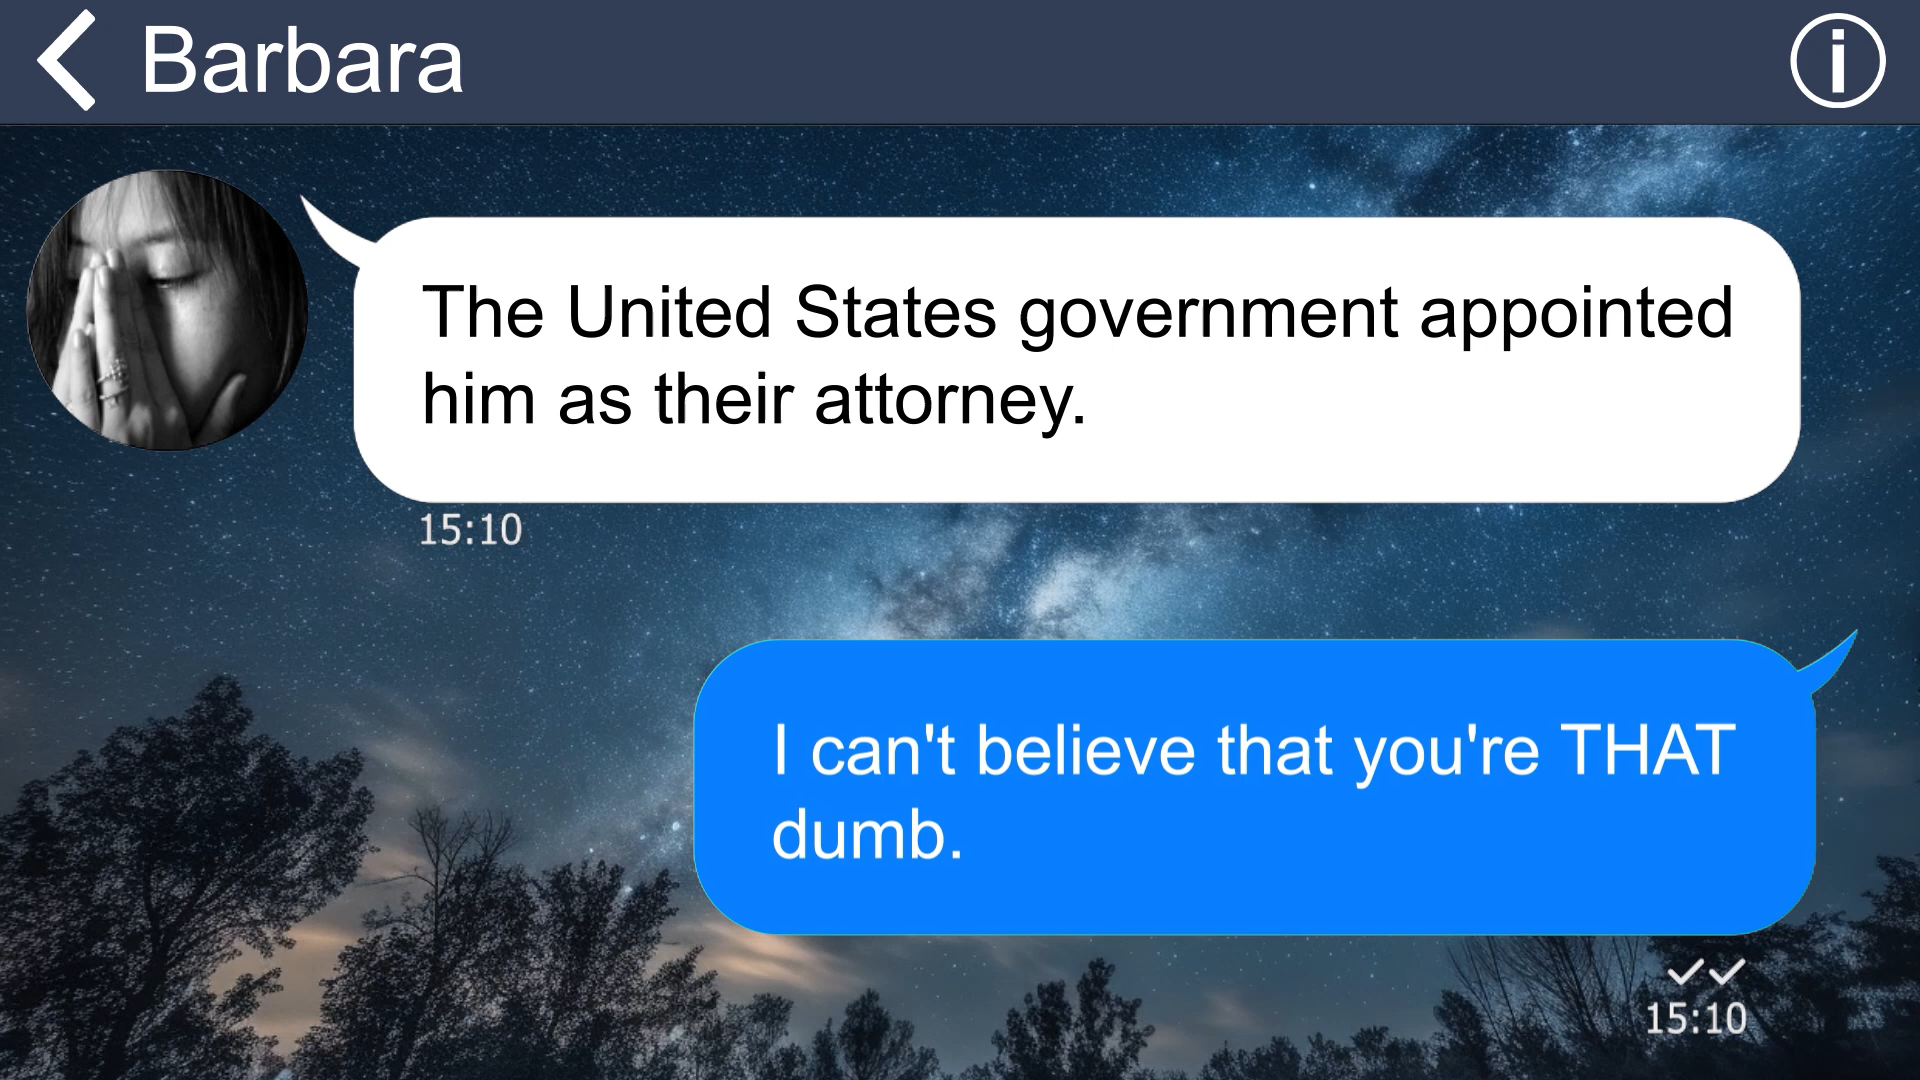 Barbara
The United States government appointed
him as their attorney.
15:10
I can't believe that you're THAT
dumb.
15:10